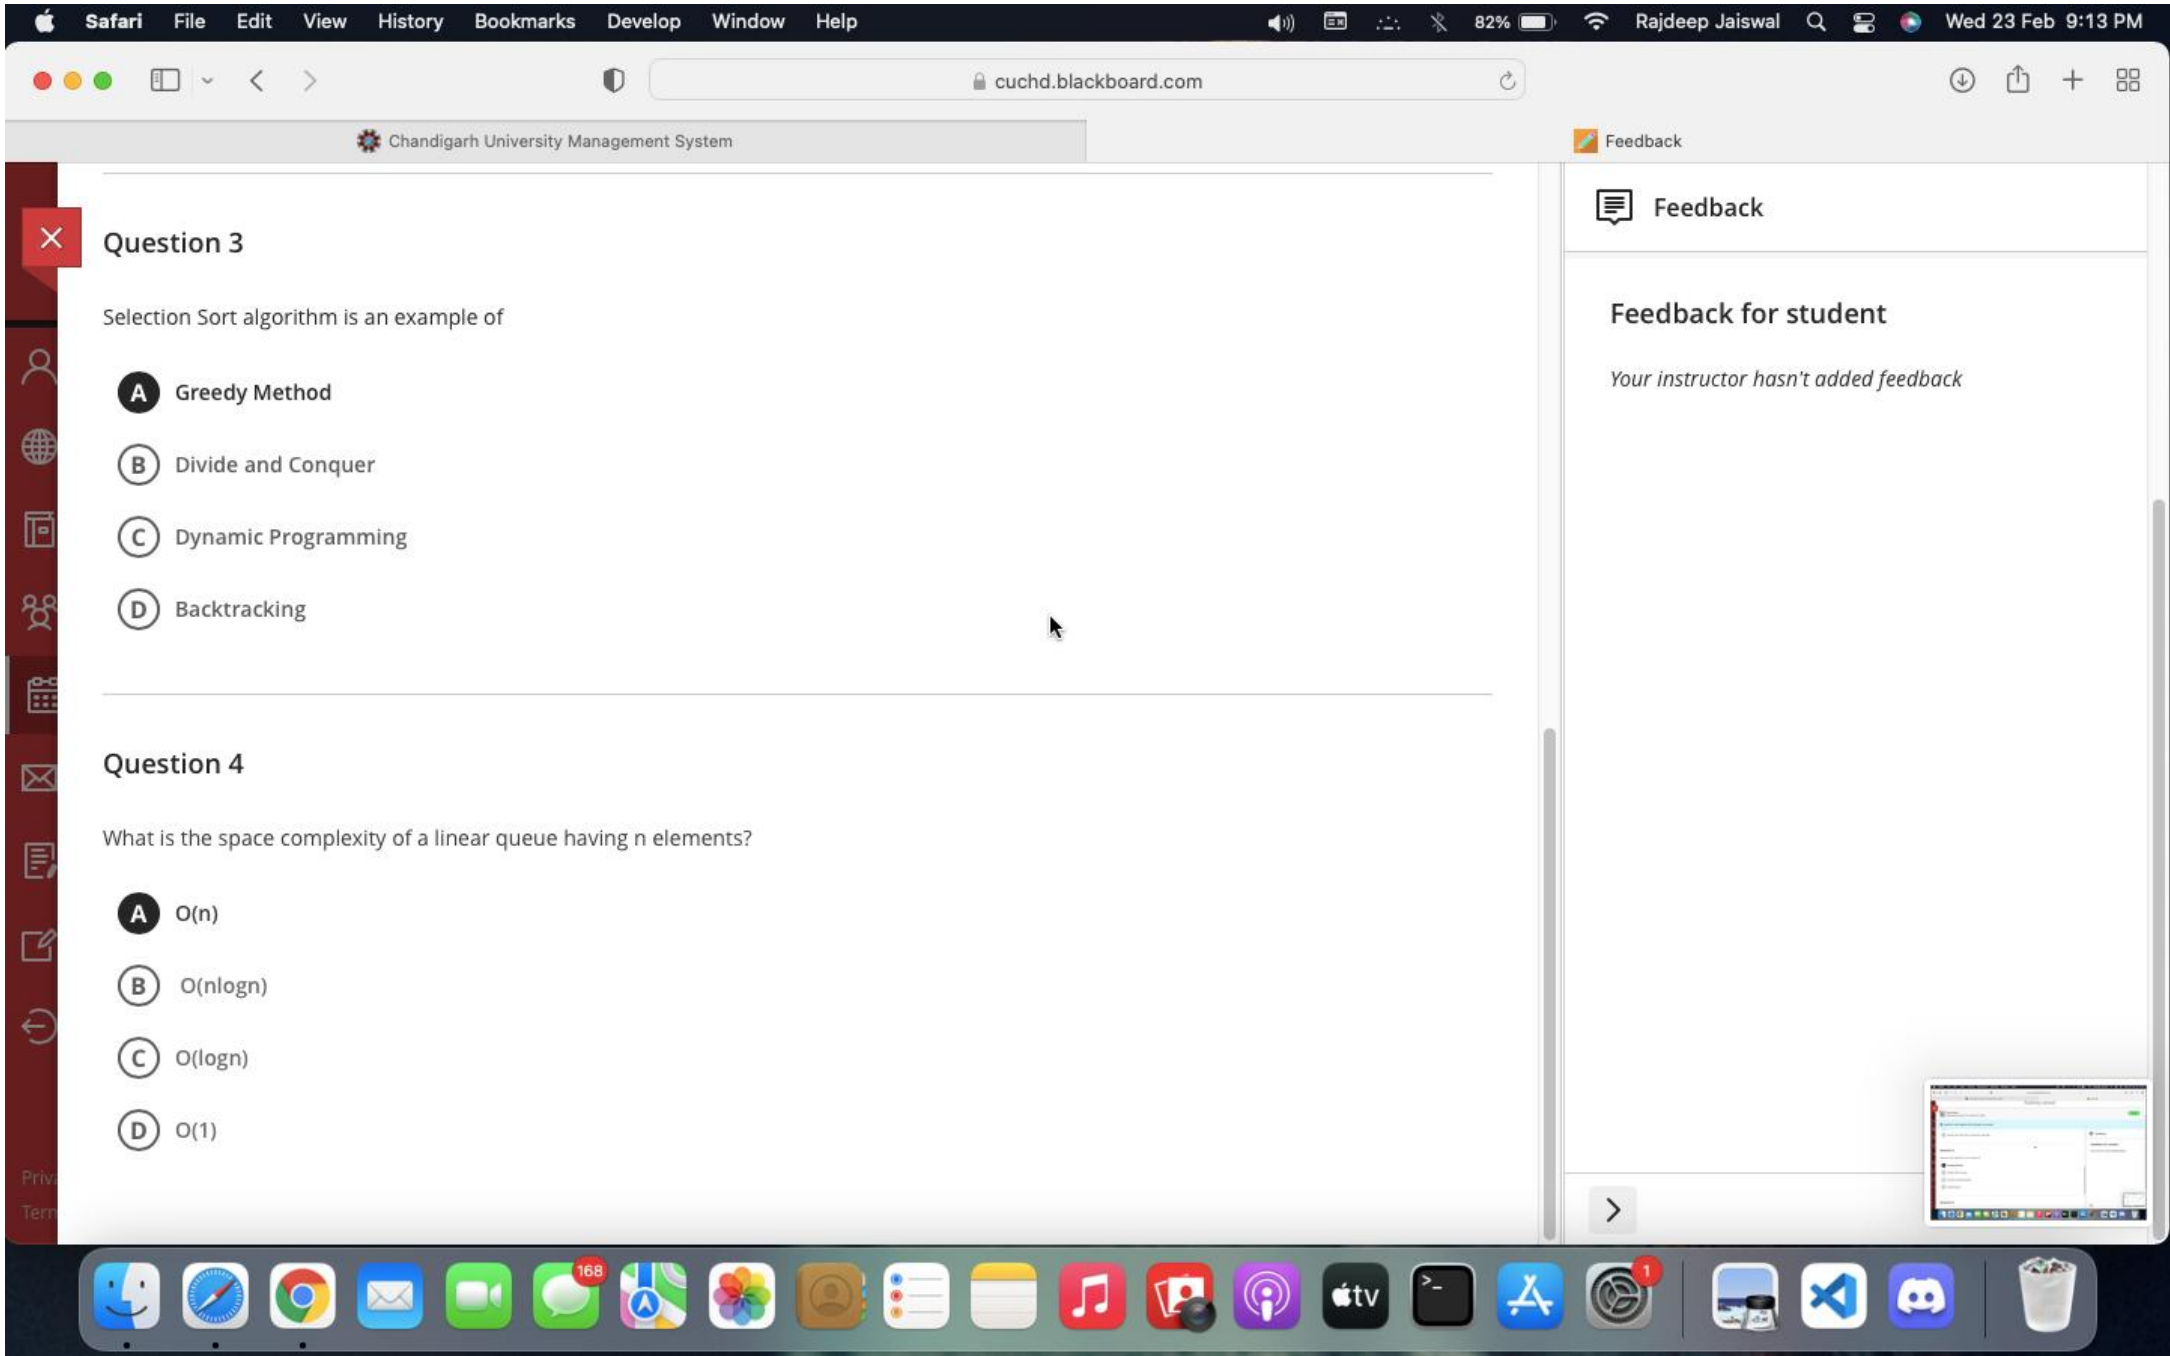 Safari File Edit View History Bookmarks Develop Window Help 82% Rajdeep Jaiswal Wed 23 Feb 9:13 PM
cuchd.blackboard.com
Chandigarh University Management System
Feedback
Question 3
Selection Sort algorithm is an example of
A Greedy Method
B Divide and Conquer
C Dynamic Programming
D Backtracking
Question 4
What is the space complexity of a linear queue having n elements?
A O(n)
B O(nlogn)
C O(logn)
D O(1)
Feedback
Feedback for student
Your instructor hasn't added feedback
Priva
Tern
168
tv
>_
1